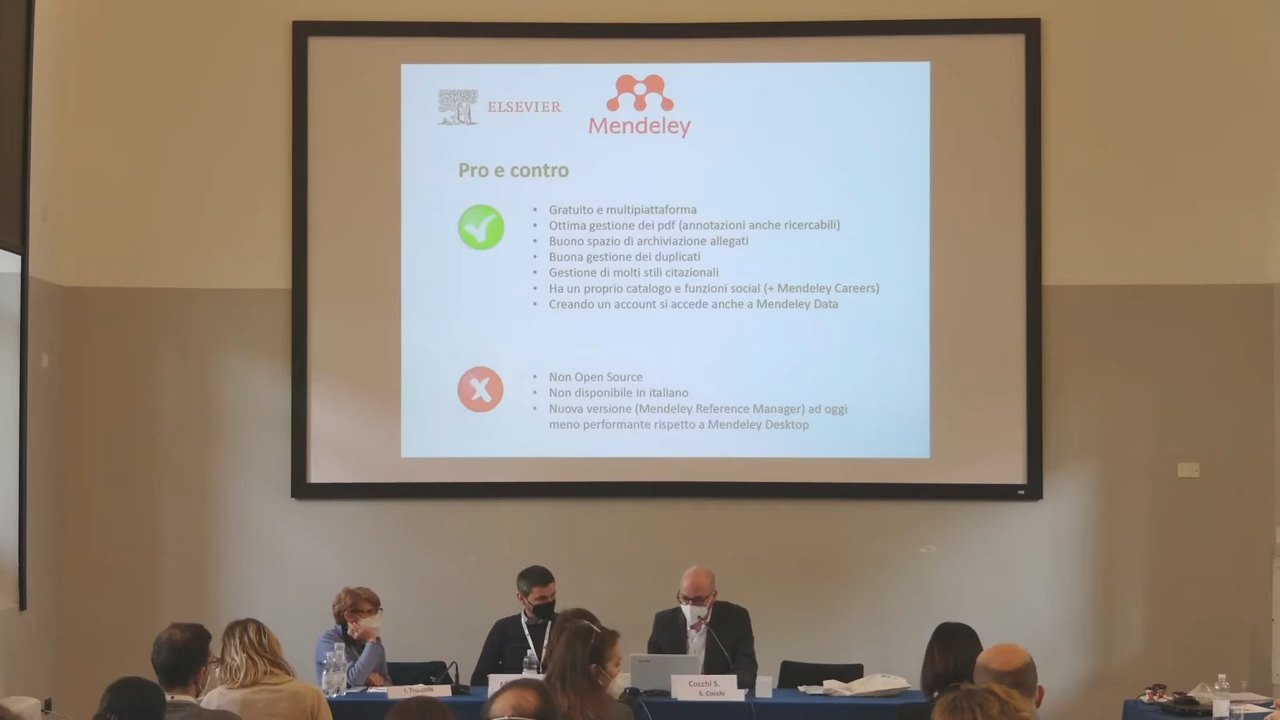 ELSEVIER
Mendeley
Pro e contro
• Gratuito e multipiattaforma
• Ottima gestione dei pdf (annotazioni anche ricercabili)
• Buono spazio di archiviazione allegati
• Buona gestione dei duplicati
• Gestione di molti stili citazionali
• Ha un proprio catalogo e funzioni social (+ Mendeley Careers)
• Creando un account si accede anche a Mendeley Data
• Non Open Source
• Non disponibile in italiano
• Nuova versione (Mendeley Reference Manager) ad oggi
meno performante rispetto a Mendeley Desktop
Cocchi S.
S. Cocchi